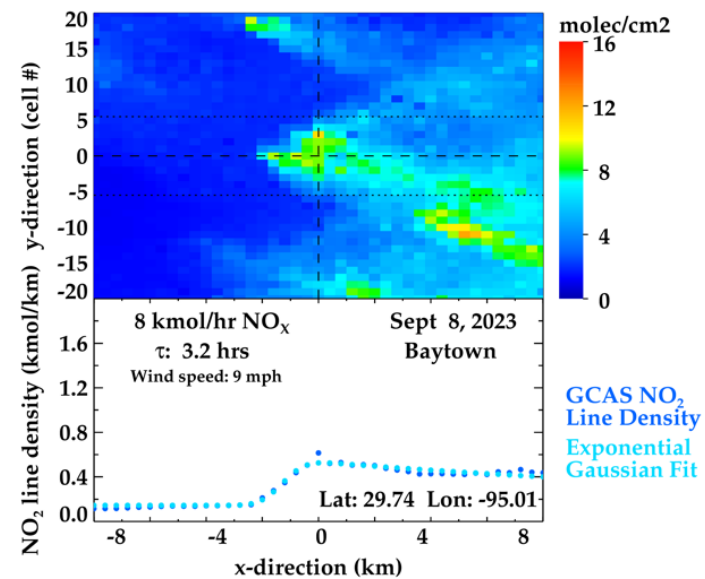 molec/cm2
20
15
10
5
0
-5
-10
-15
-20
y-direction (cell #)
16
12
8
4
0
8 kmol/hr NOX
τ: 3.2 hrs
Wind speed: 9 mph
Sept 8, 2023
Baytown
1.6
1.2
0.8
0.4
0.0
NO2 line density (kmol/km)
Lat: 29.74 Lon: -95.01
-8
-4
0
4
8
x-direction (km)
GCAS NO2
Line Density
Exponential
Gaussian Fit